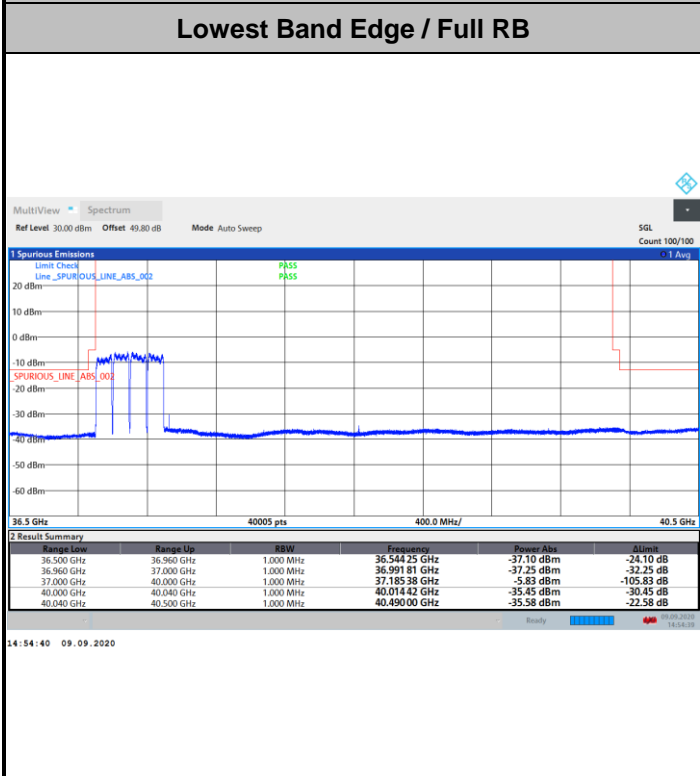 Lowest Band Edge / Full RB
MultiView Spectrum
Ref Level 30.00 dBm Offset 49.80 dB Mode Auto Sweep SGL
Count 100/100
1 Spurious Emissions 1 Avg
Limit Check PASS
Line _SPURIOUS_LINE_ABS_002 PASS
20 dBm
10 dBm
0 dBm
-10 dBm
_SPURIOUS_LINE_ABS_002
-20 dBm
-30 dBm
-40 dBm
-50 dBm
-60 dBm
36.5 GHz 40005 pts 400.0 MHz/ 40.5 GHz
2 Result Summary
Range Low Range Up RBW Frequency Power Abs ΔLimit
36.500 GHz 36.960 GHz 1.000 MHz 36.544 25 GHz -37.10 dBm -24.10 dB
36.960 GHz 37.000 GHz 1.000 MHz 36.991 81 GHz -37.25 dBm -32.25 dB
37.000 GHz 40.000 GHz 1.000 MHz 37.185 38 GHz -5.83 dBm -105.83 dB
40.000 GHz 40.040 GHz 1.000 MHz 40.014 42 GHz -35.45 dBm -30.45 dB
40.040 GHz 40.500 GHz 1.000 MHz 40.490 00 GHz -35.58 dBm -22.58 dB
Ready 09.09.2020
14:54:39
14:54:40 09.09.2020